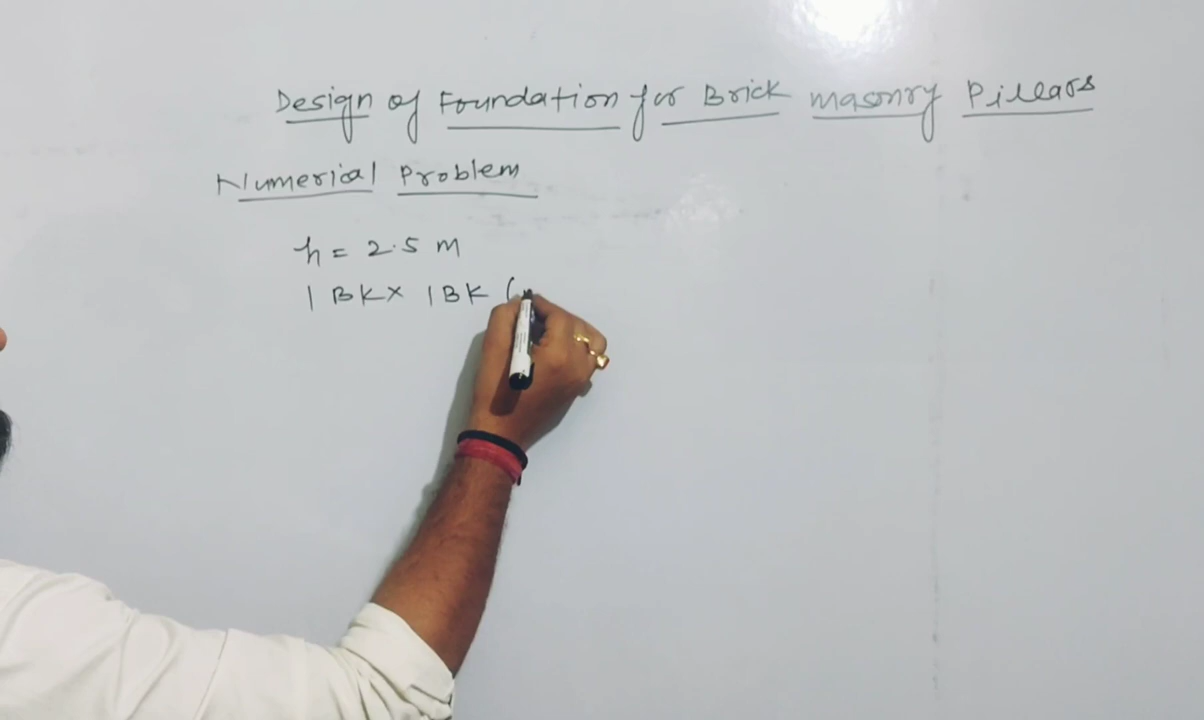 Design of Foundation for Brick masonry Pillars
Numerial Problem
h = 2.5 m
1 BK x 1 BK (